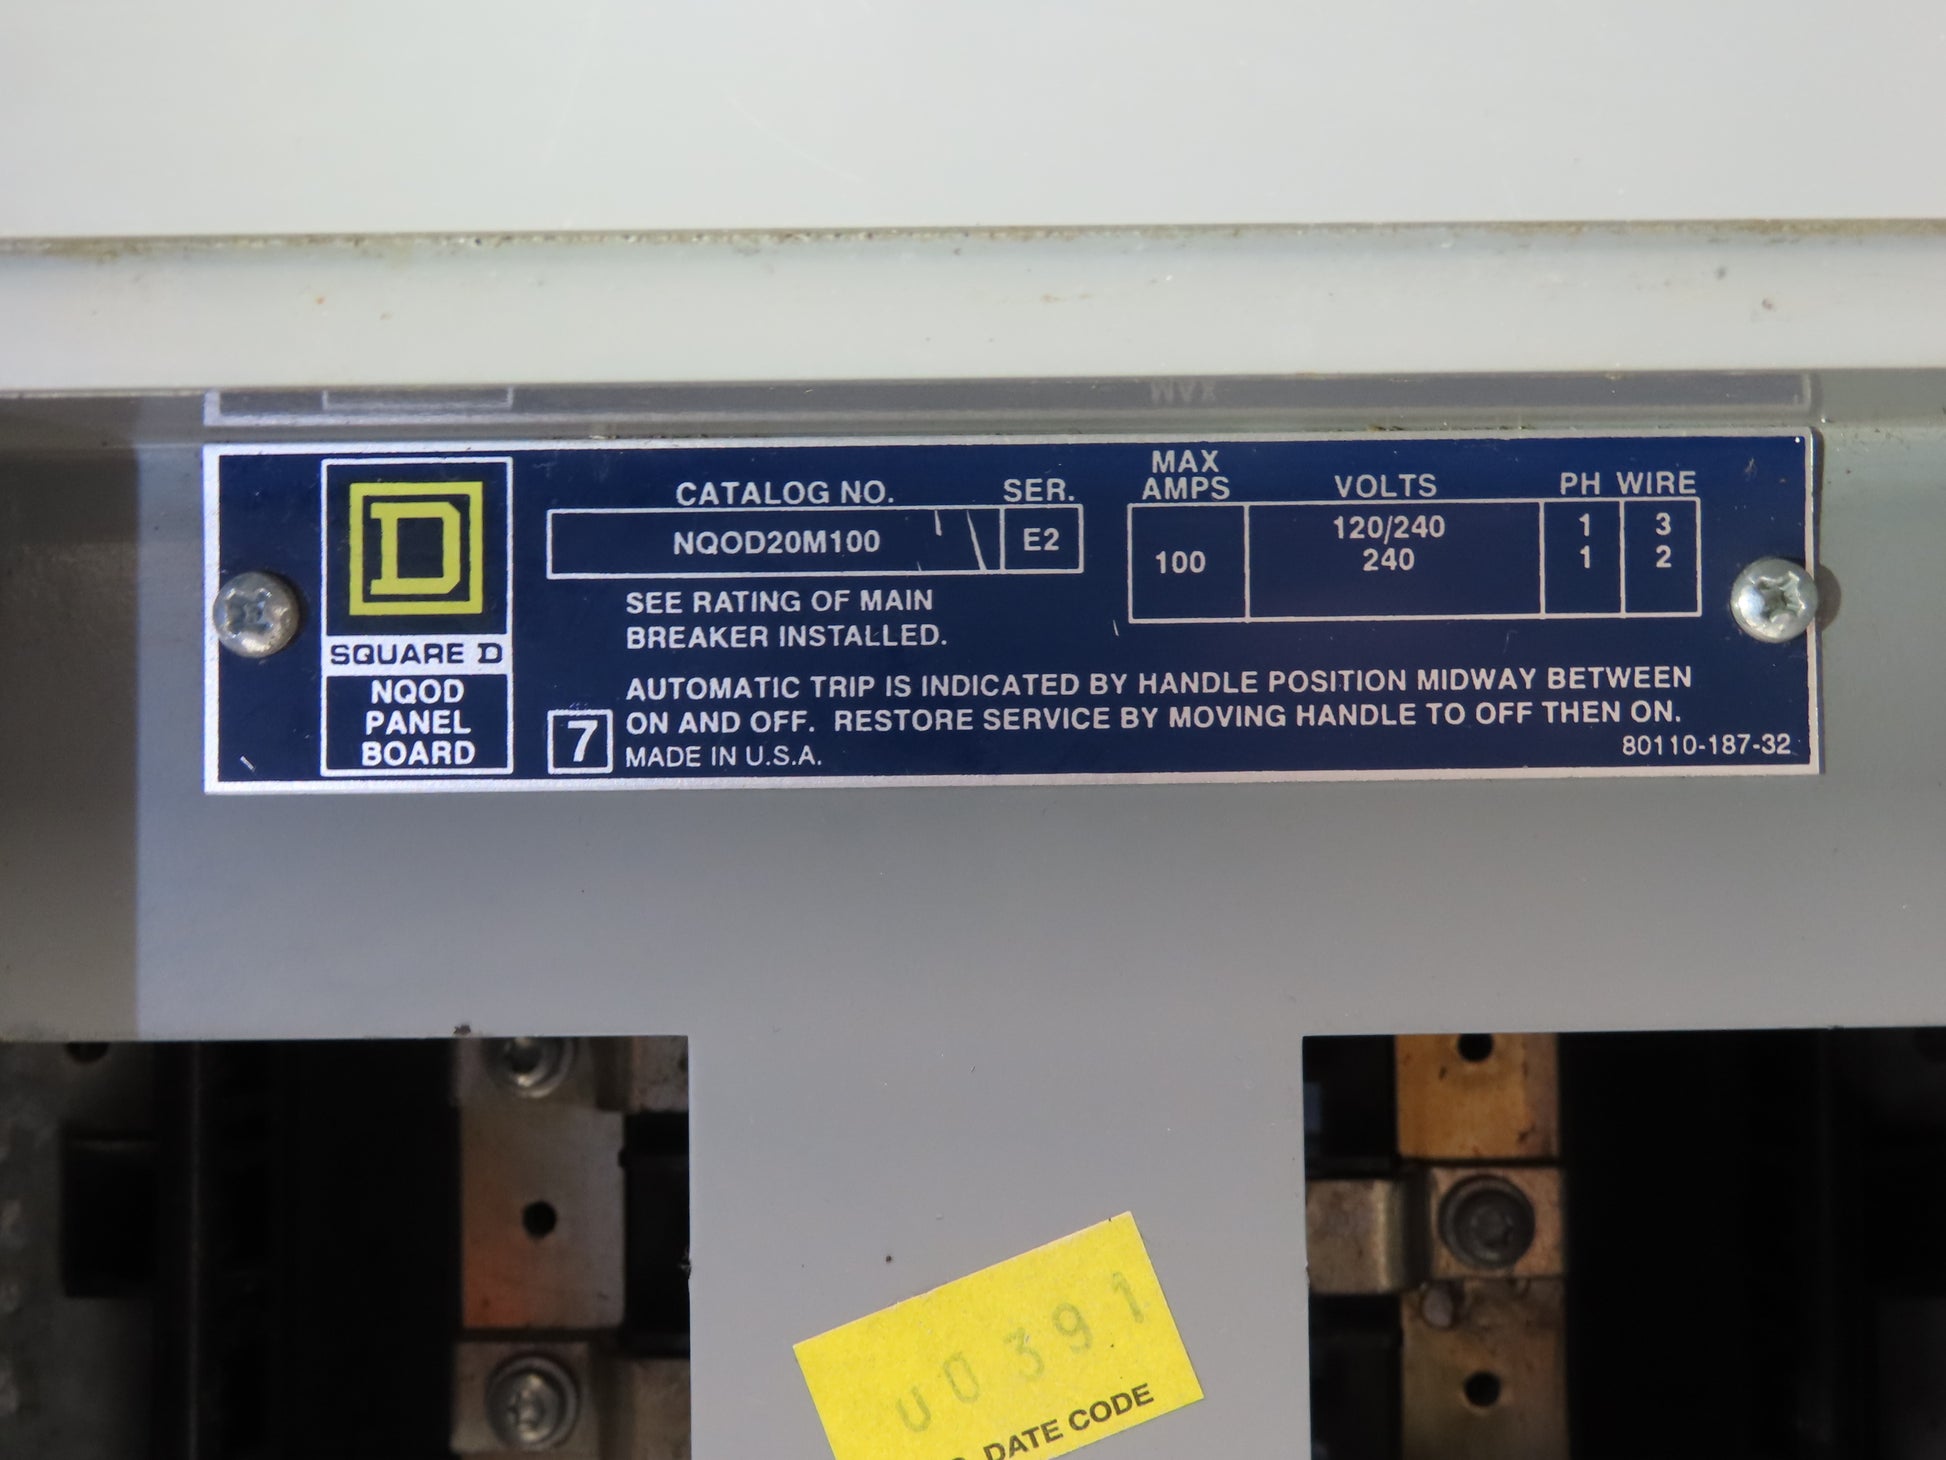 MAX
CATALOG NO. SER. AMPS VOLTS PH WIRE
NQOD20M100 E2 100 120/240 1 3
240 1 2
SEE RATING OF MAIN
BREAKER INSTALLED.
D
SQUARE D
NQOD
PANEL
BOARD
AUTOMATIC TRIP IS INDICATED BY HANDLE POSITION MIDWAY BETWEEN
ON AND OFF. RESTORE SERVICE BY MOVING HANDLE TO OFF THEN ON.
7 MADE IN U.S.A.
80110-187-32
U0391
DATE CODE